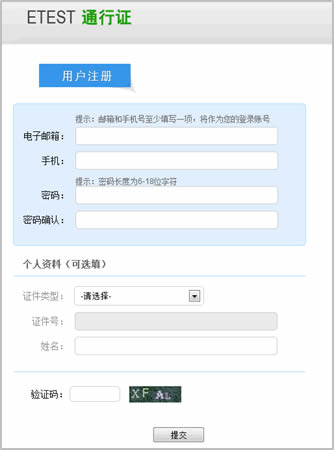 ETEST 通行证
用户注册
提示：邮箱和手机号至少填写一项，将作为您的登录账号
电子邮箱：
手机：
提示：密码长度为6-18位字符
密码：
密码确认：
个人资料（可选填）
证件类型： -请选择-
证件号：
姓名：
验证码： XF AL
提交